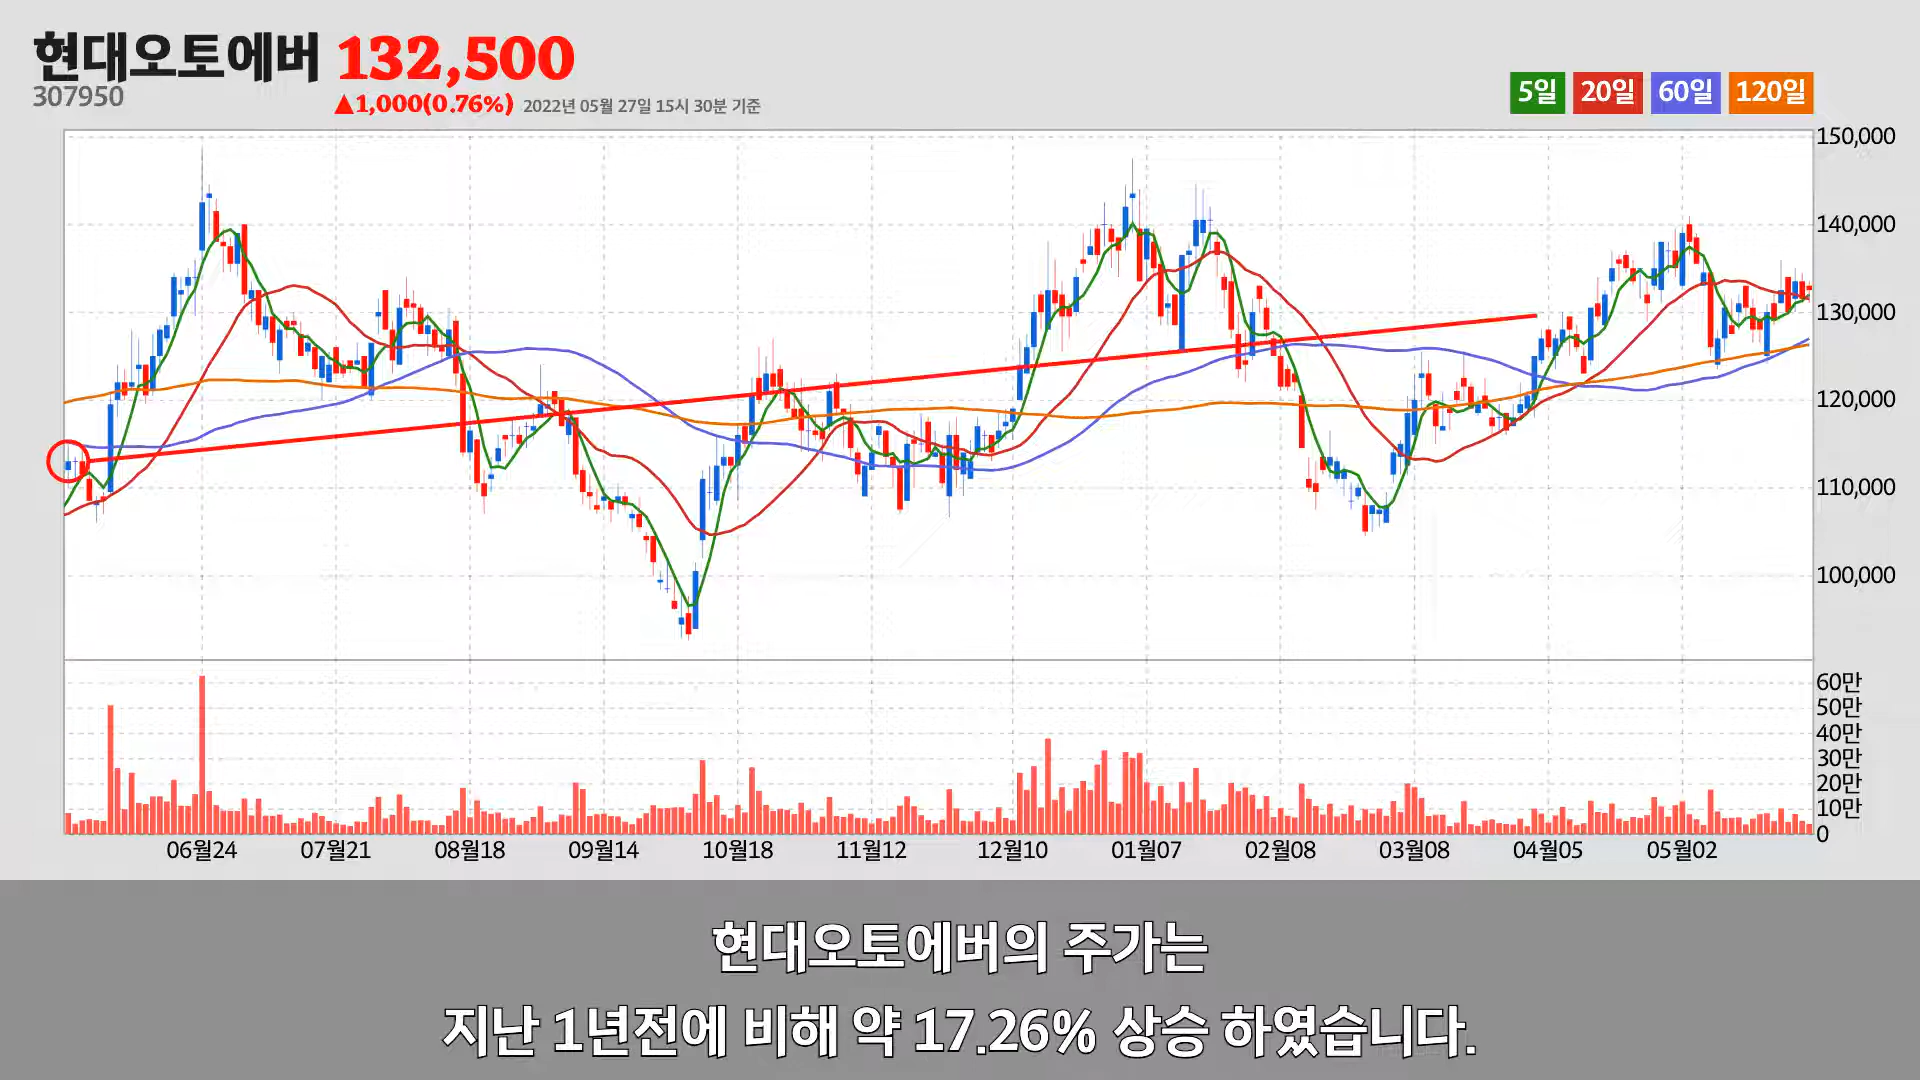 현대오토에버 132,500
307950
▲1,000(0.76%) 2022년 05월 27일 15시 30분 기준
5일 20일 60일 120일
150,000
140,000
130,000
120,000
110,000
100,000
60만
50만
40만
30만
20만
10만
0
06월24 07월21 08월18 09월14 10월18 11월12 12월10 01월07 02월08 03월08 04월05 05월02
현대오토에버의 주가는
지난 1년전에 비해 약 17.26% 상승 하였습니다.